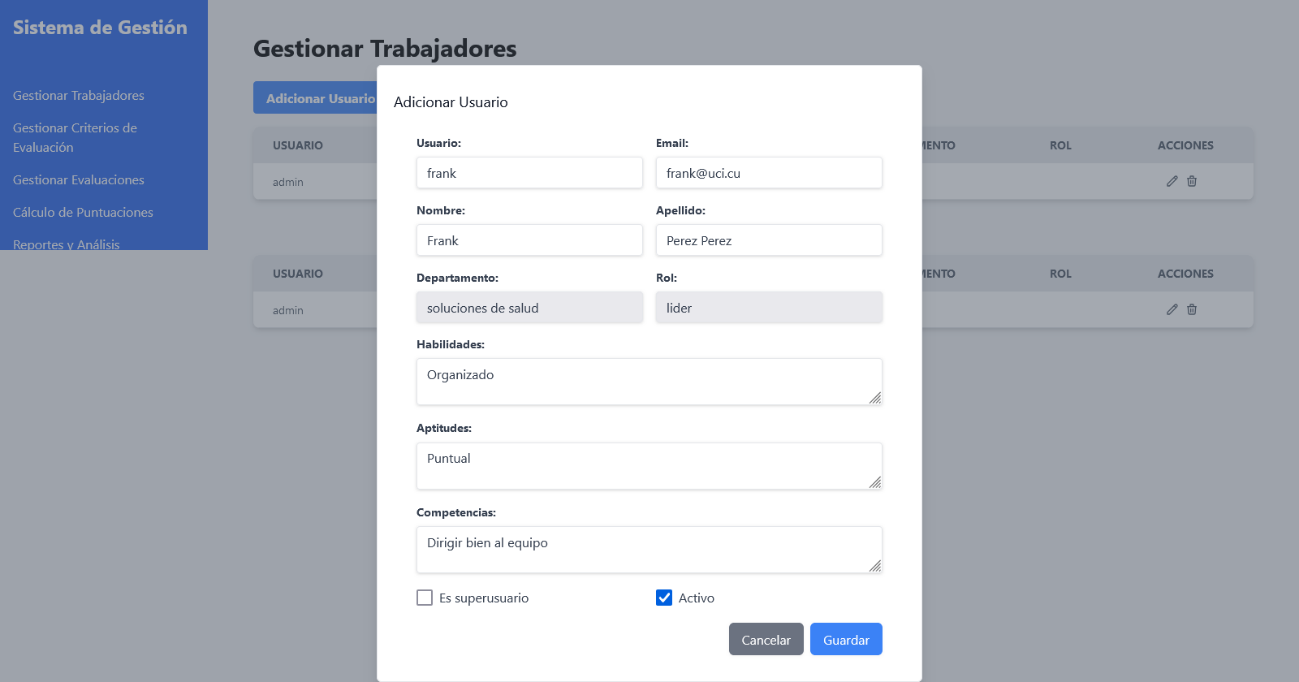 Sistema de Gestión
Gestionar Trabajadores
Gestionar Criterios de
Evaluación
Gestionar Evaluaciones
Cálculo de Puntuaciones
Reportes y Análisis
Gestionar Trabajadores
Adicionar Usuario
USUARIO
MENTO
ROL
ACCIONES
admin
USUARIO
MENTO
ROL
ACCIONES
admin
Adicionar Usuario
Usuario:
Email:
frank
frank@uci.cu
Nombre:
Apellido:
Frank
Perez Perez
Departamento:
Rol:
soluciones de salud
lider
Habilidades:
Organizado
Aptitudes:
Puntual
Competencias:
Dirigir bien al equipo
Es superusuario
Activo
Cancelar
Guardar